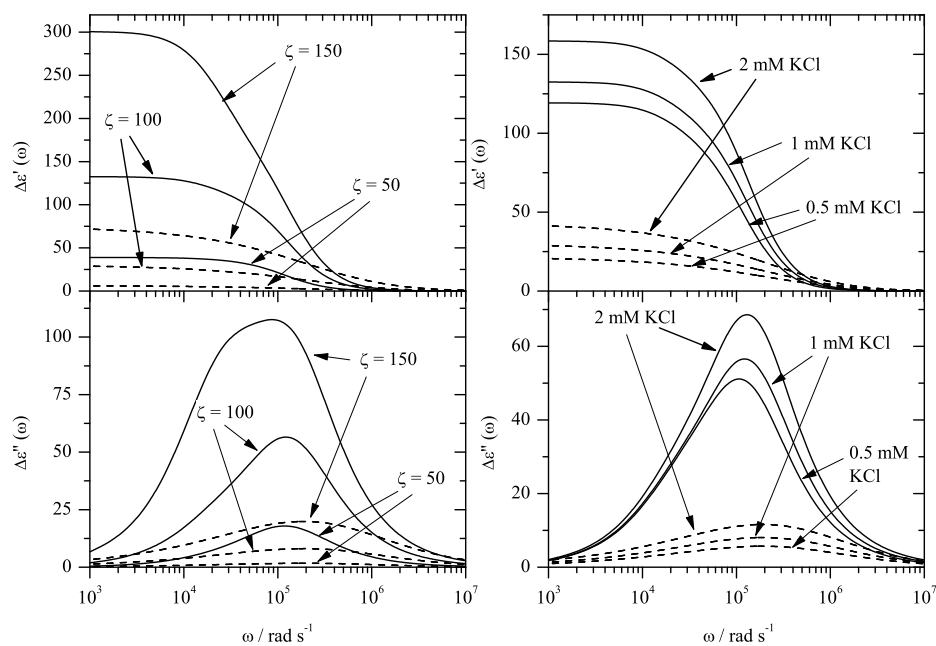 300
250
200
150
100
50
0
Δε' (ω)
ζ = 150
ζ = 100
ζ = 50
150
100
50
0
Δε' (ω)
2 mM KCl
1 mM KCl
0.5 mM KCl
100
75
50
25
0
Δε" (ω)
ζ = 150
ζ = 100
ζ = 50
10³ 10⁴ 10⁵ 10⁶ 10⁷
ω / rad s⁻¹
60
40
20
0
Δε" (ω)
2 mM KCl
1 mM KCl
0.5 mM
KCl
10³ 10⁴ 10⁵ 10⁶ 10⁷
ω / rad s⁻¹